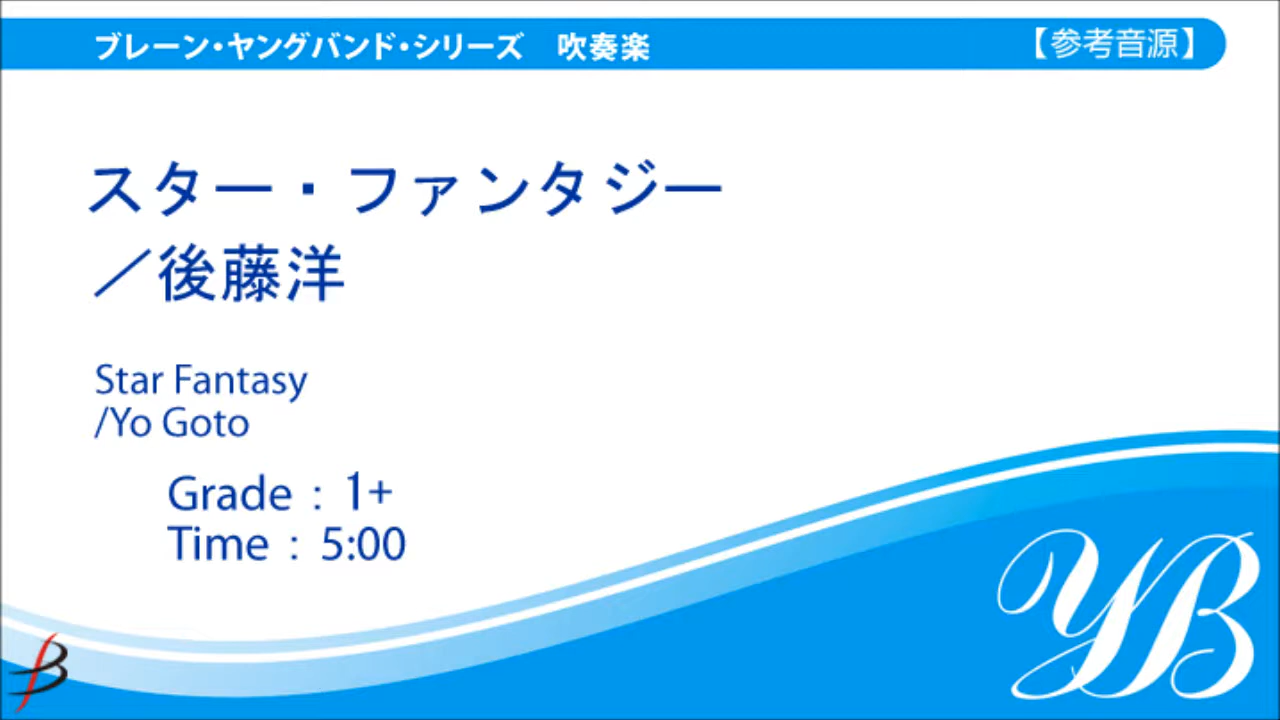 ブレーン・ヤングバンド・シリーズ　吹奏楽
【参考音源】
スター・ファンタジー
／後藤洋
Star Fantasy
/Yo Goto
Grade : 1+
Time : 5:00
YB
B